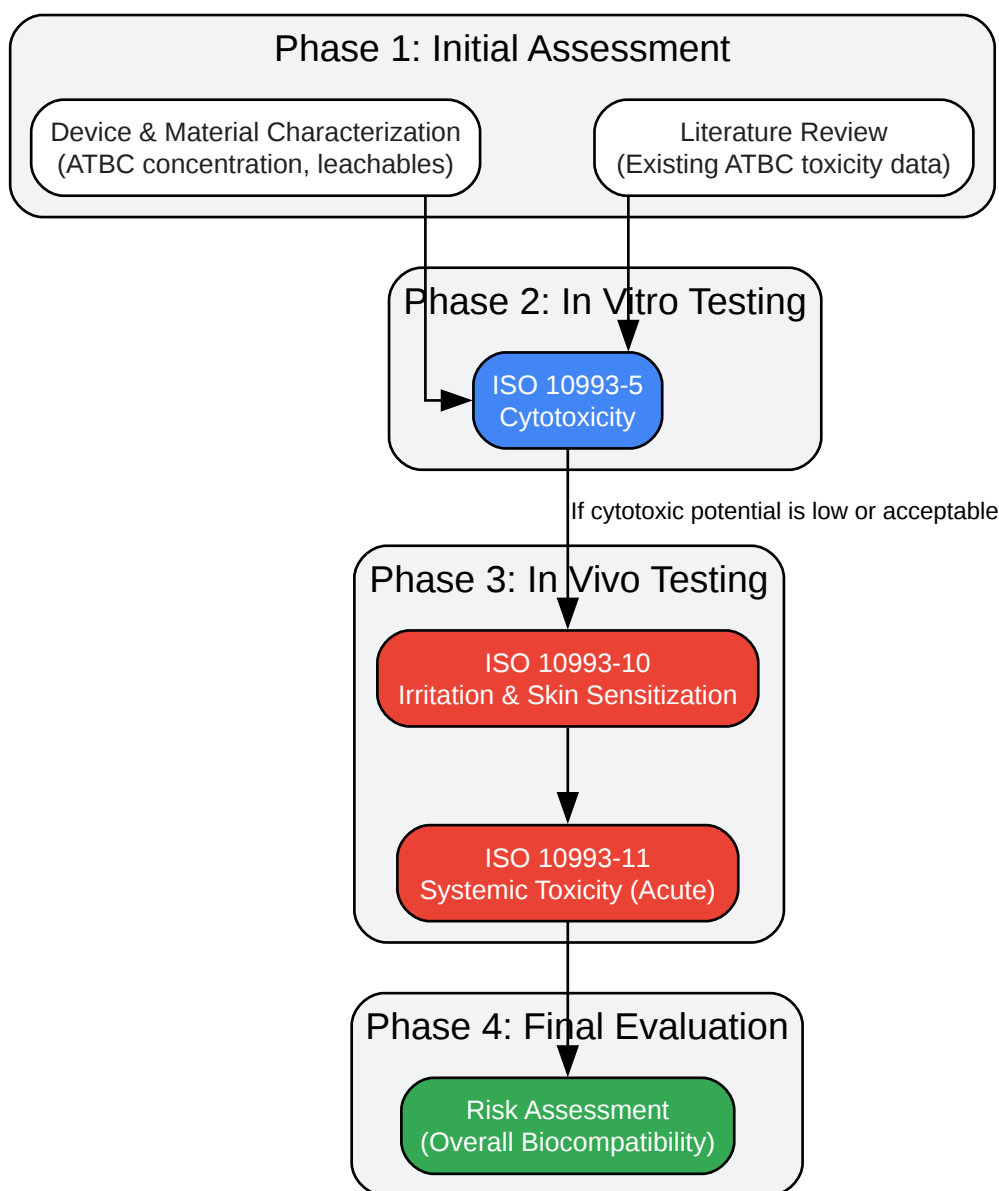 Phase 1: Initial Assessment
Device & Material Characterization
(ATBC concentration, leachables)
Literature Review
(Existing ATBC toxicity data)
Phase 2: In Vitro Testing
ISO 10993-5
Cytotoxicity
If cytotoxic potential is low or acceptable
Phase 3: In Vivo Testing
ISO 10993-10
Irritation & Skin Sensitization
ISO 10993-11
Systemic Toxicity (Acute)
Phase 4: Final Evaluation
Risk Assessment
(Overall Biocompatibility)